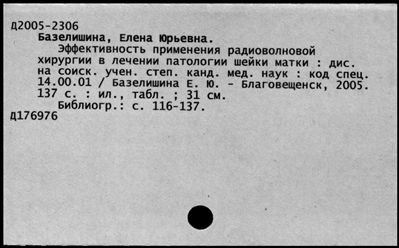 Д2005-2306
Базелишина, Елена Юрьевна.
Эффективность применения радиоволновой
хирургии в лечении патологии шейки матки : дис.
на соиск. учен. степ. канд. мед. наук : код спец.
14.00.01 / Базелишина Е. Ю. - Благовещенск, 2005.
137 с. : ил., табл. ; 31 см.
Библиогр.: с. 116-137.
Д176976